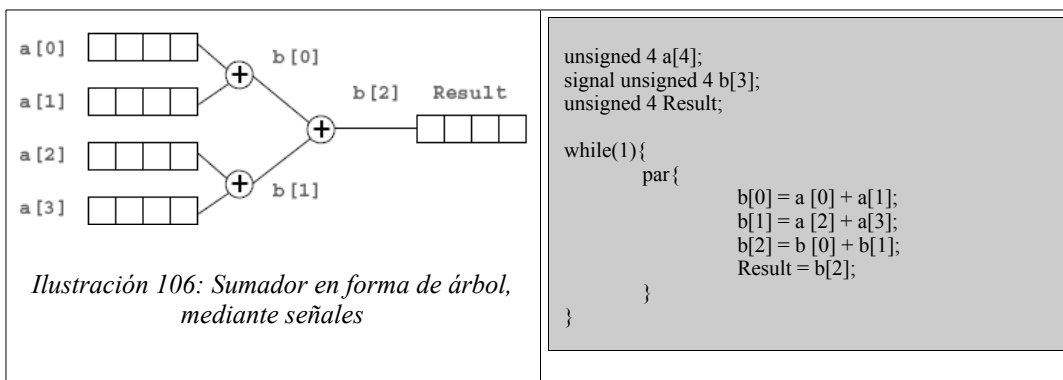 a[0]
b[0]
a[1]
b[2] Result
a[2]
b[1]
a[3]
Ilustración 106: Sumador en forma de árbol,
mediante señales
unsigned 4 a[4];
signal unsigned 4 b[3];
unsigned 4 Result;
while(1){
par{
b[0] = a [0] + a[1];
b[1] = a [2] + a[3];
b[2] = b [0] + b[1];
Result = b[2];
}
}